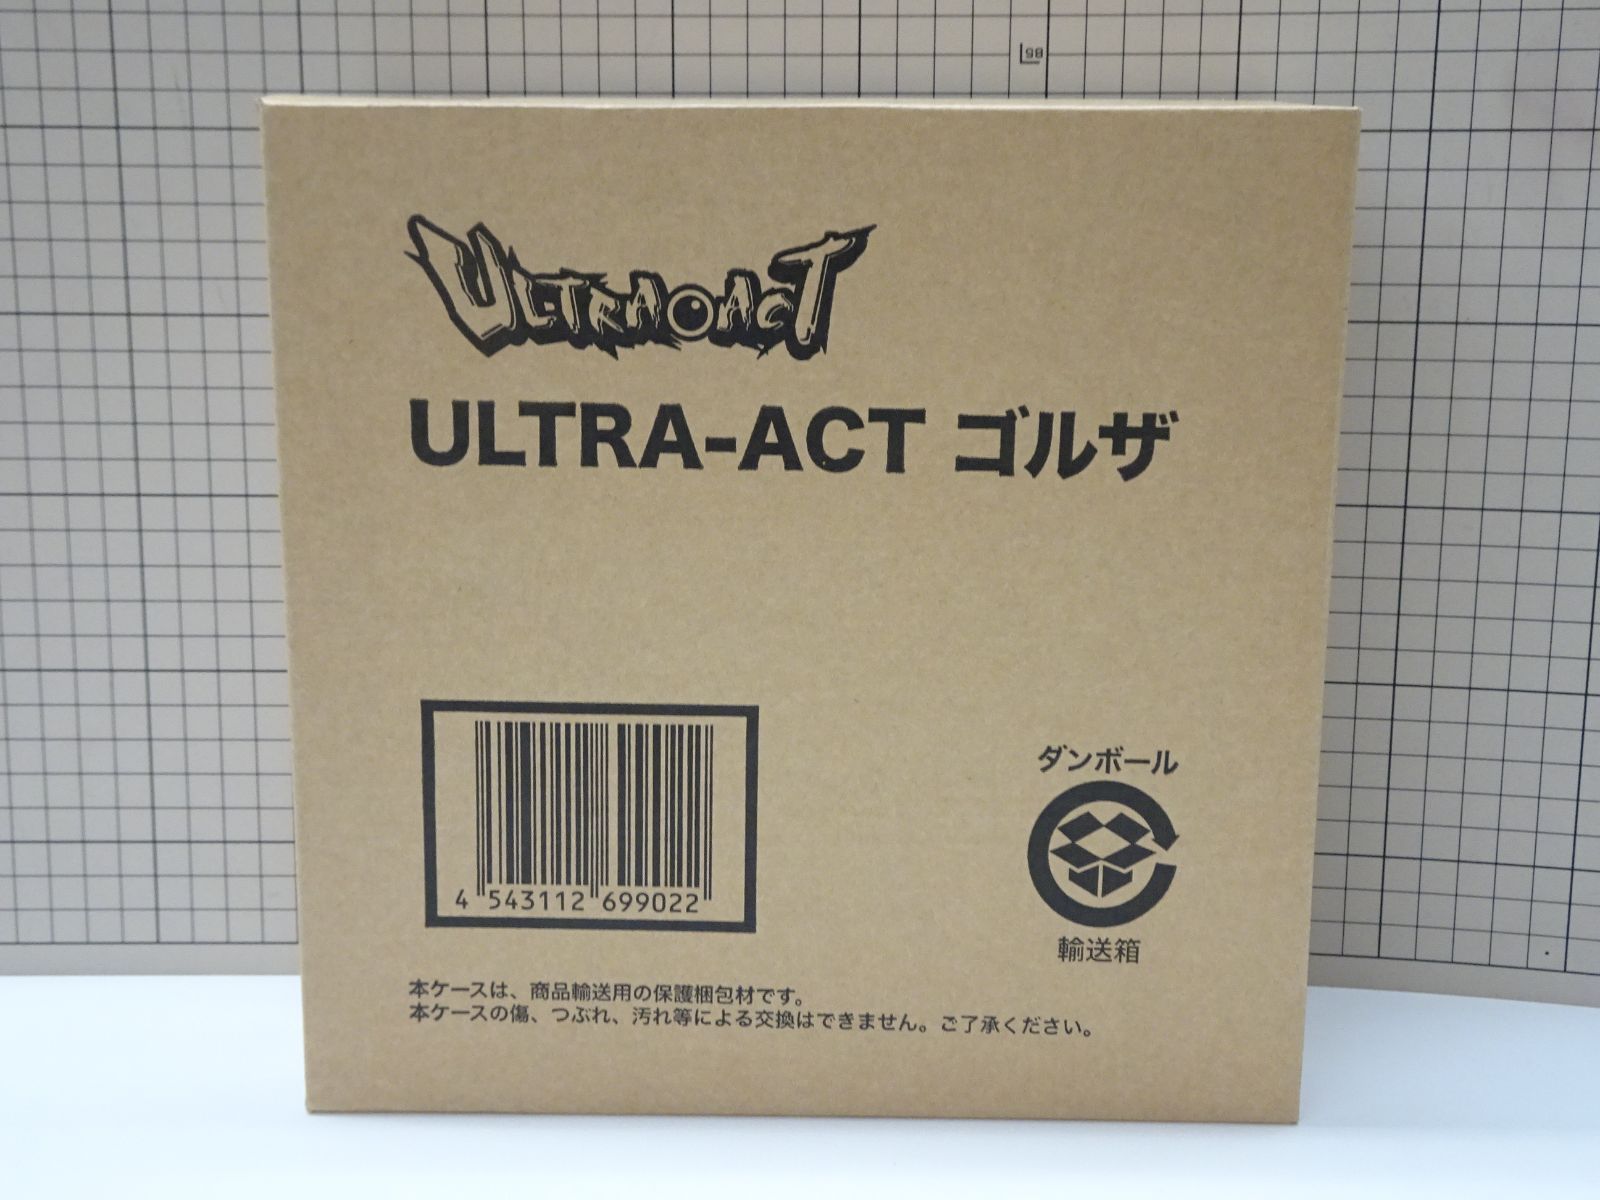 85
ULTRA-ACT
ULTRA-ACT ゴルザ
4 543112 699022
ダンボール
輸送箱
本ケースは、商品輸送用の保護梱包材です。
本ケースの傷、つぶれ、汚れ等による交換はできません。ご了承ください。